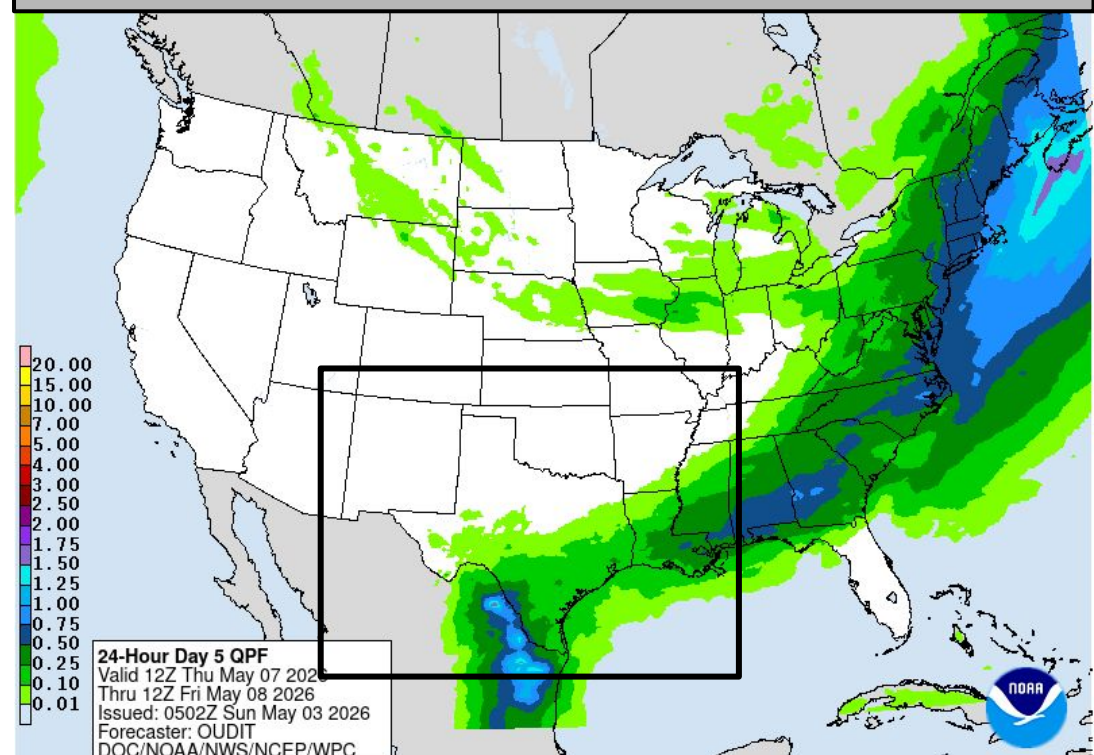 20.00
15.00
10.00
7.00
5.00
4.00
3.00
2.50
2.00
1.75
1.50
1.25
1.00
0.75
0.50
0.25
0.10
0.01
24-Hour Day 5 QPF
Valid 12Z Thu May 07 2026
Thru 12Z Fri May 08 2026
Issued: 0502Z Sun May 03 2026
Forecaster: OUDIT
DOC/NOAA/NWS/NCEP/WPC
NOAA